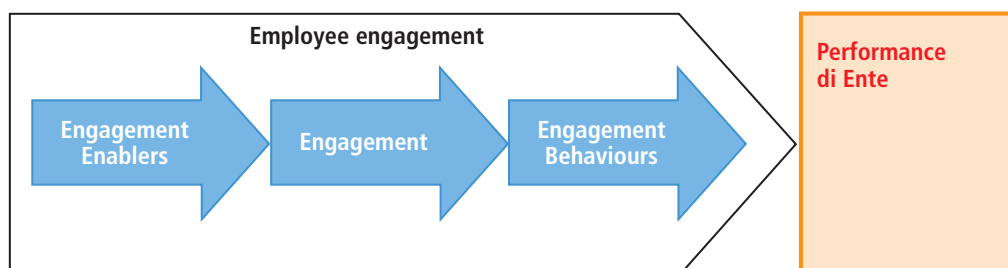 Employee engagement
Engagement
Enablers
Engagement
Engagement
Behaviours
Performance
di Ente